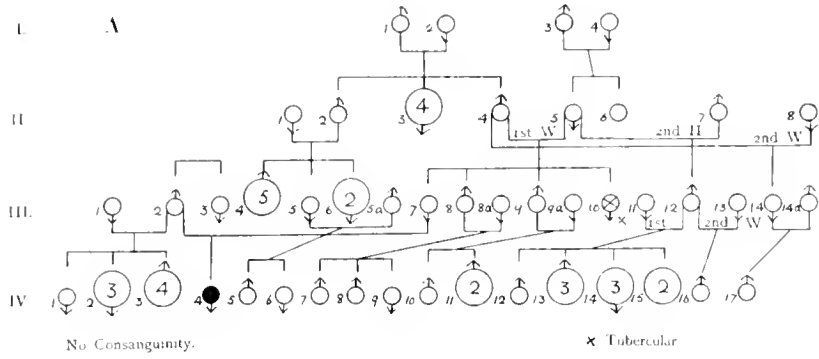 I. A
1 2 3 4
II 1 2 3 4 4 5 6 7 8
1st W 2nd H 2nd W
III. 1 2 3 4 5 5 6 2 5a 7 8 8a 9 9a 10 x 11 12 13 14 14a
1st 2nd W
IV 1 2 3 3 4 4 5 6 7 8 9 10 11 2 12 13 3 14 3 15 2 16 17
No Consanguinity. x Tubercular